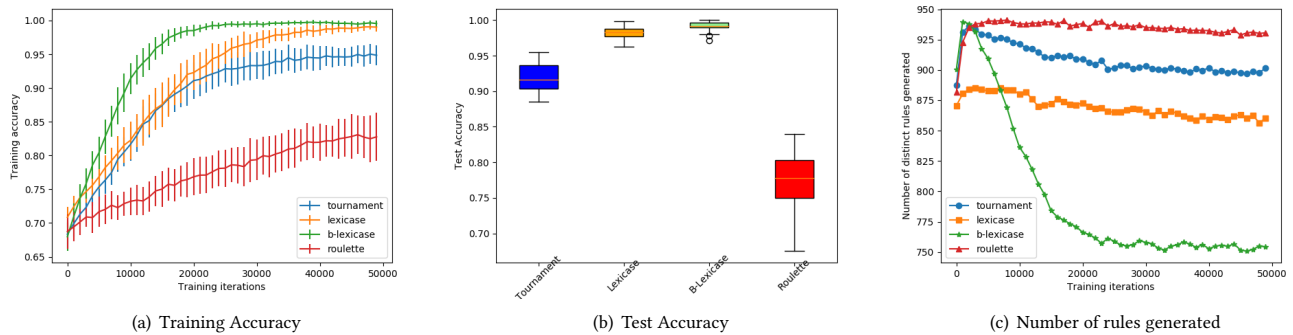 Training accuracy
1.00
0.95
0.90
0.85
0.80
0.75
0.70
0.65
0
10000
20000
30000
40000
50000
Training iterations
tournament
lexicase
b-lexicase
roulette
(a) Training Accuracy
Test Accuracy
1.00
0.95
0.90
0.85
0.80
0.75
0.70
Tournament
Lexicase
B-Lexicase
Roulette
(b) Test Accuracy
Number of distinct rules generated
950
925
900
875
850
825
800
775
750
0
10000
20000
30000
40000
50000
Training iterations
tournament
lexicase
b-lexicase
roulette
(c) Number of rules generated